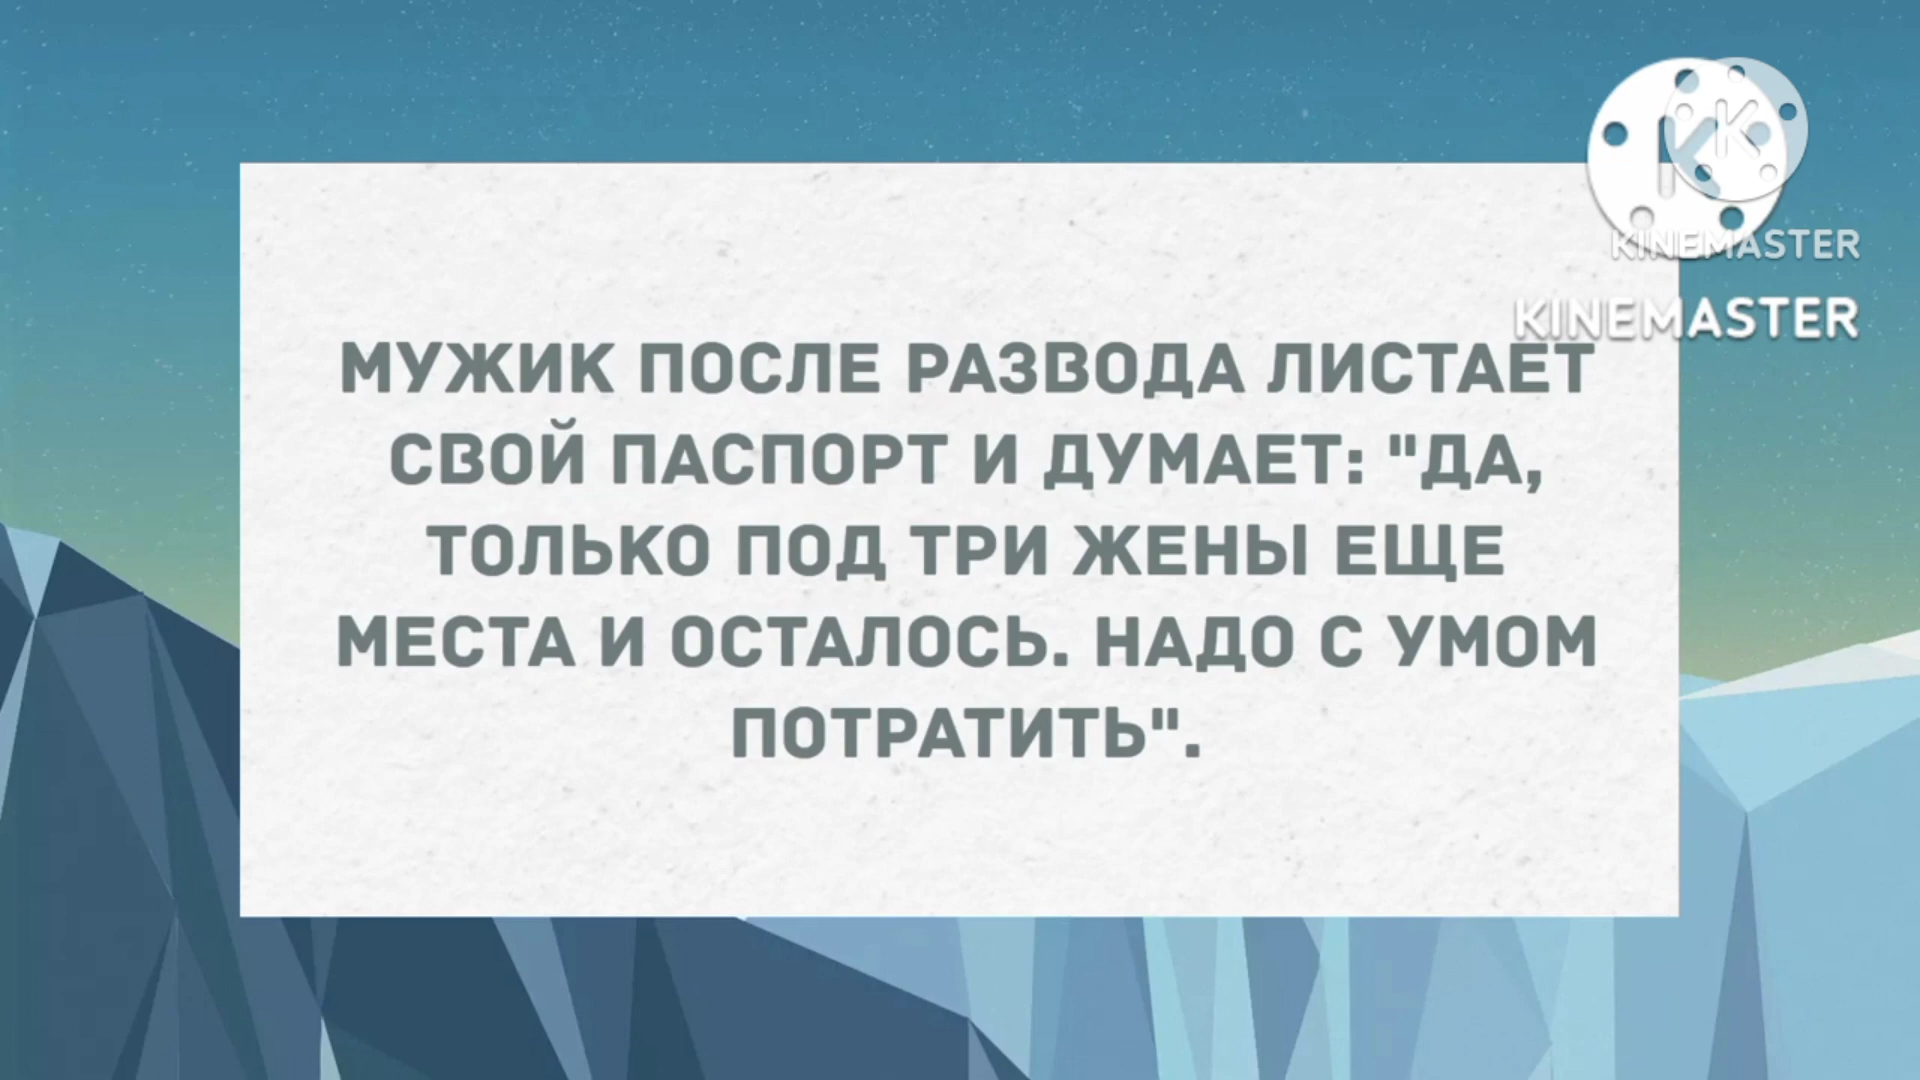 KINEMASTER
KINEMASTER
МУЖИК ПОСЛЕ РАЗВОДА ЛИСТАЕТ
СВОЙ ПАСПОРТ И ДУМАЕТ: "ДА,
ТОЛЬКО ПОД ТРИ ЖЕНЫ ЕЩЕ
МЕСТА И ОСТАЛОСЬ. НАДО С УМОМ
ПОТРАТИТЬ".